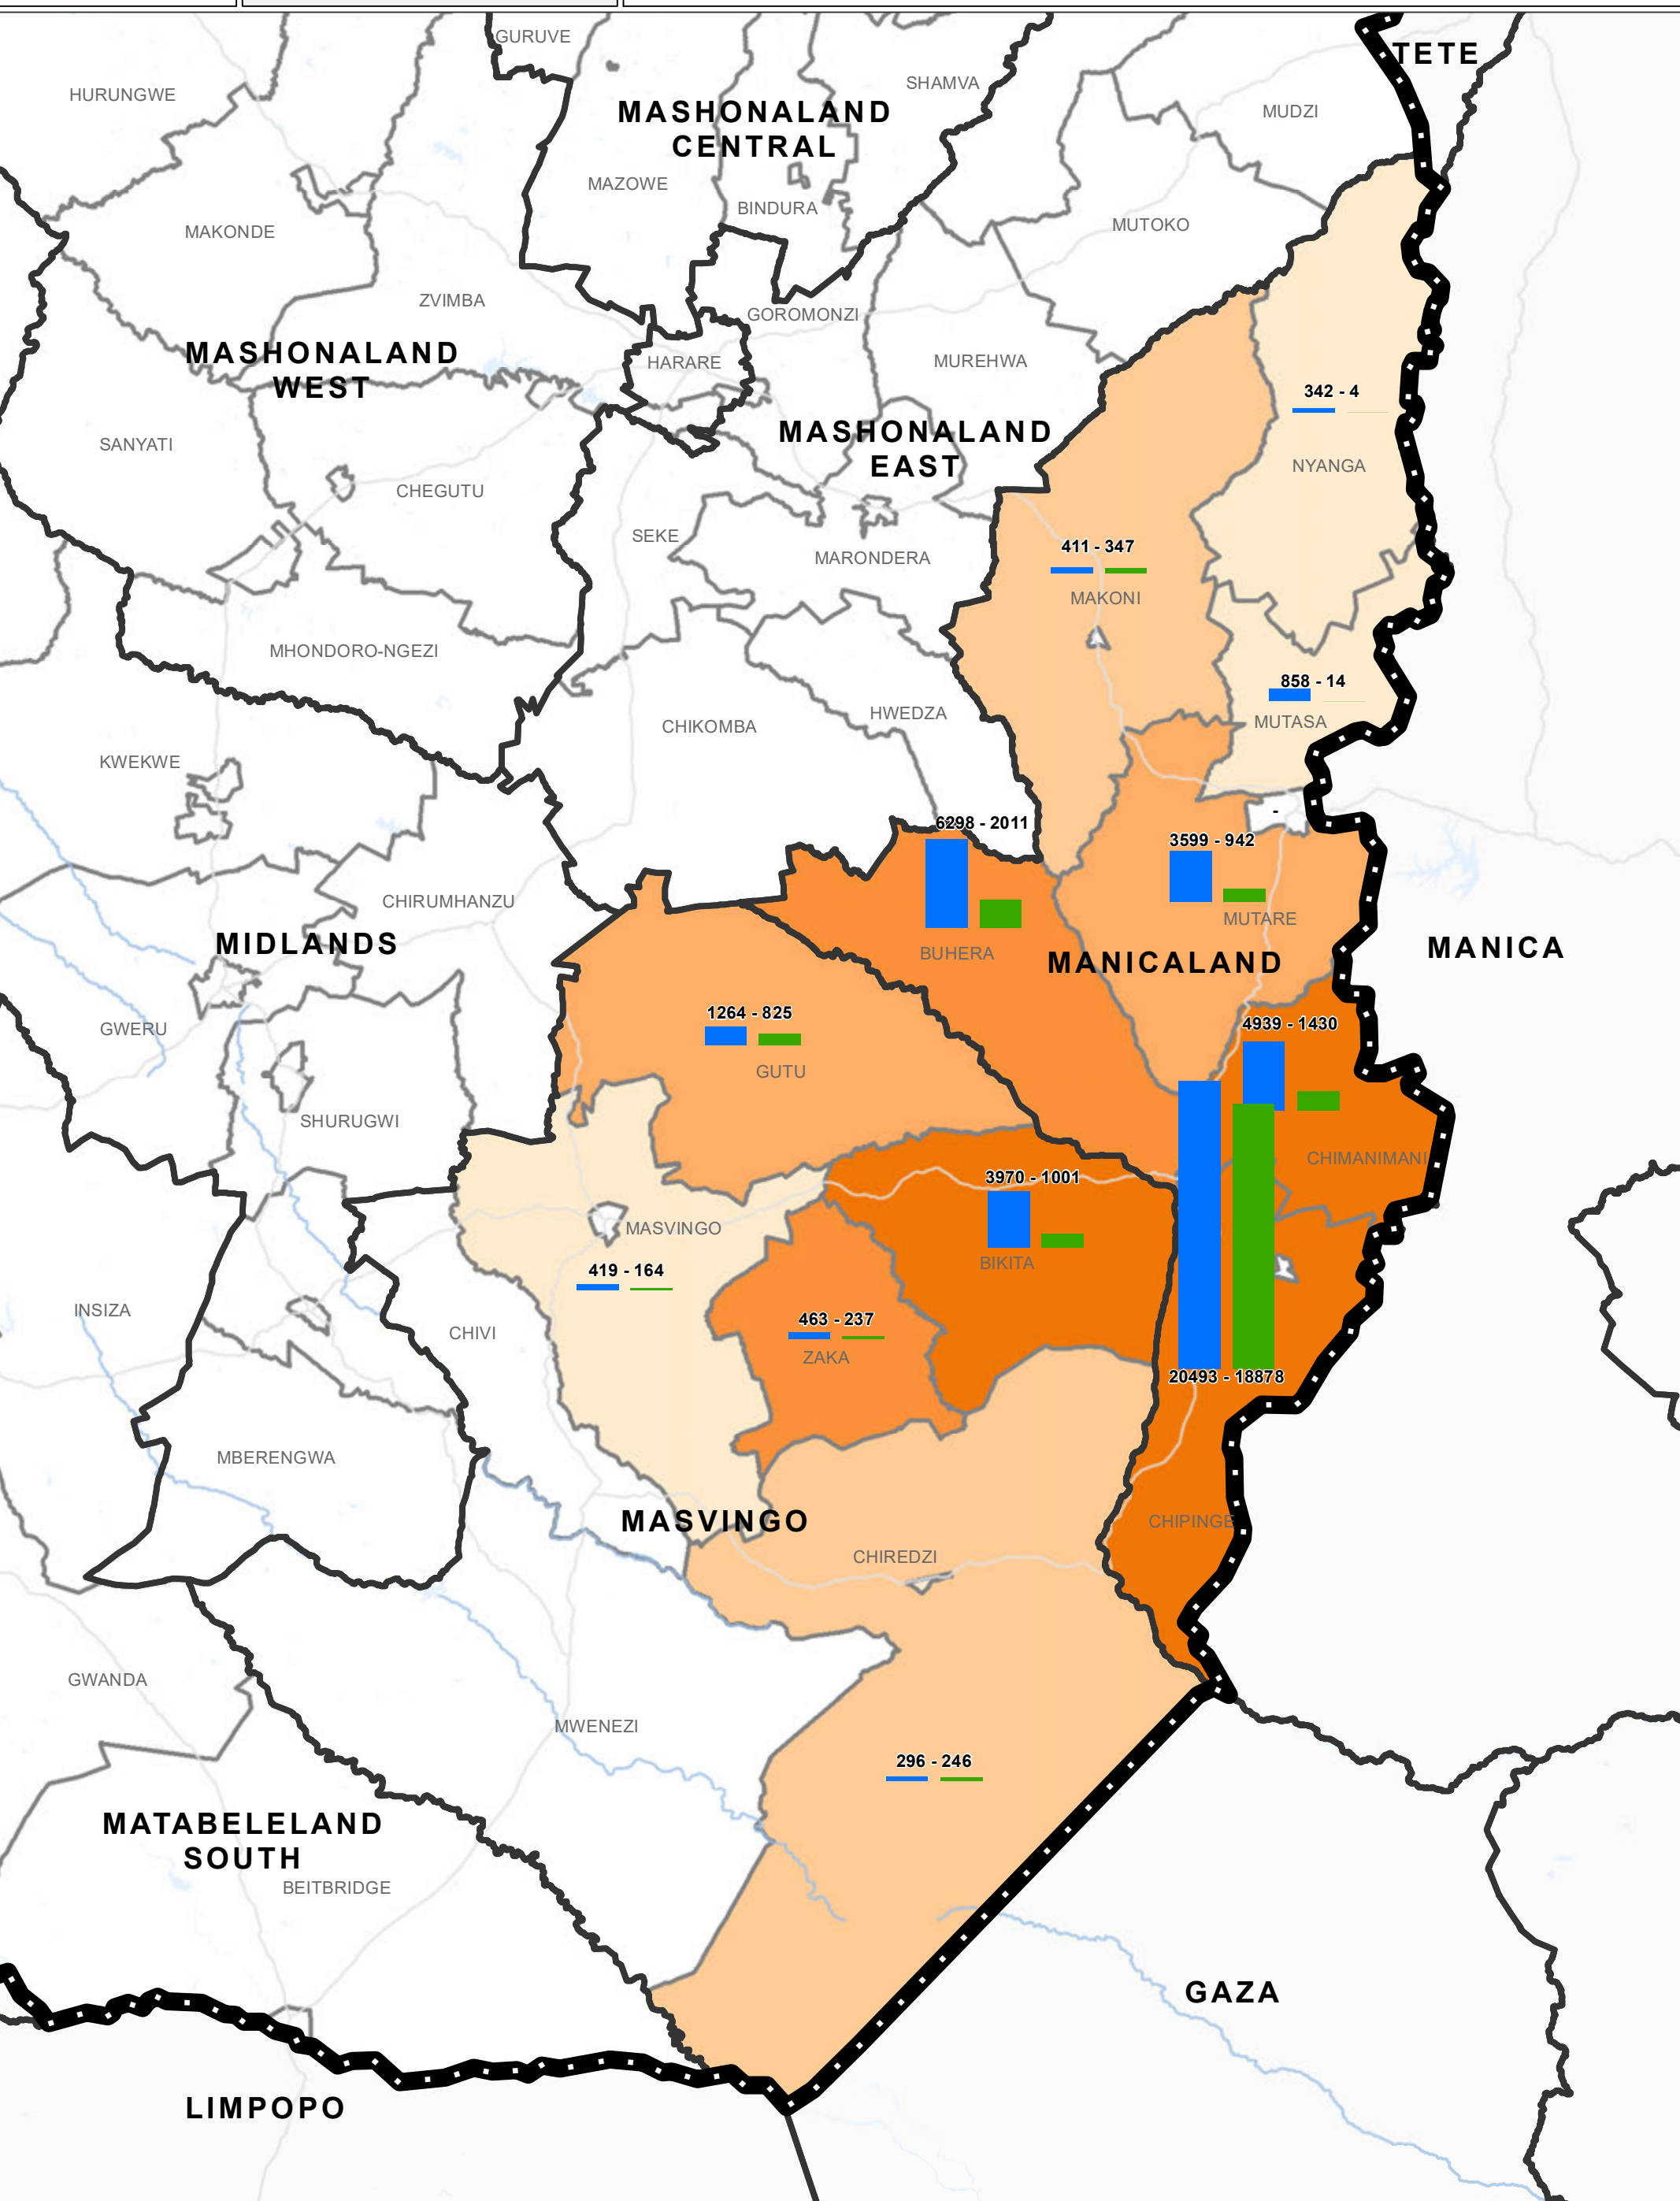 GURUVE
TETE
HURUNGWE
SHAMVA
MUDZI
MASHONALAND
CENTRAL
MAZOWE
BINDURA
MAKONDE
MUTOKO
ZVIMBA
GOROMONZI
MASHONALAND
WEST
HARARE
MUREHWA
342 - 4
MASHONALAND
EAST
SANYATI
NYANGA
CHEGUTU
SEKE
411 - 347
MARONDERA
MAKONI
MHONDORO-NGEZI
858 - 14
HWEDZA
MUTASA
CHIKOMBA
KWEKWE
-
6298 - 2011
3599 - 942
CHIRUMHANZU
MUTARE
MIDLANDS
MANICA
BUHERA
MANICALAND
1264 - 825
4939 - 1430
GWERU
GUTU
SHURUGWI
CHIMANIMANI
3970 - 1001
MASVINGO
BIKITA
419 - 164
INSIZA
463 - 237
CHIVI
ZAKA
20493 - 18878
MBERENGWA
MASVINGO
CHIPINGE
CHIREDZI
GWANDA
MWENEZI
296 - 246
MATABELELAND
SOUTH
BEITBRIDGE
GAZA
LIMPOPO